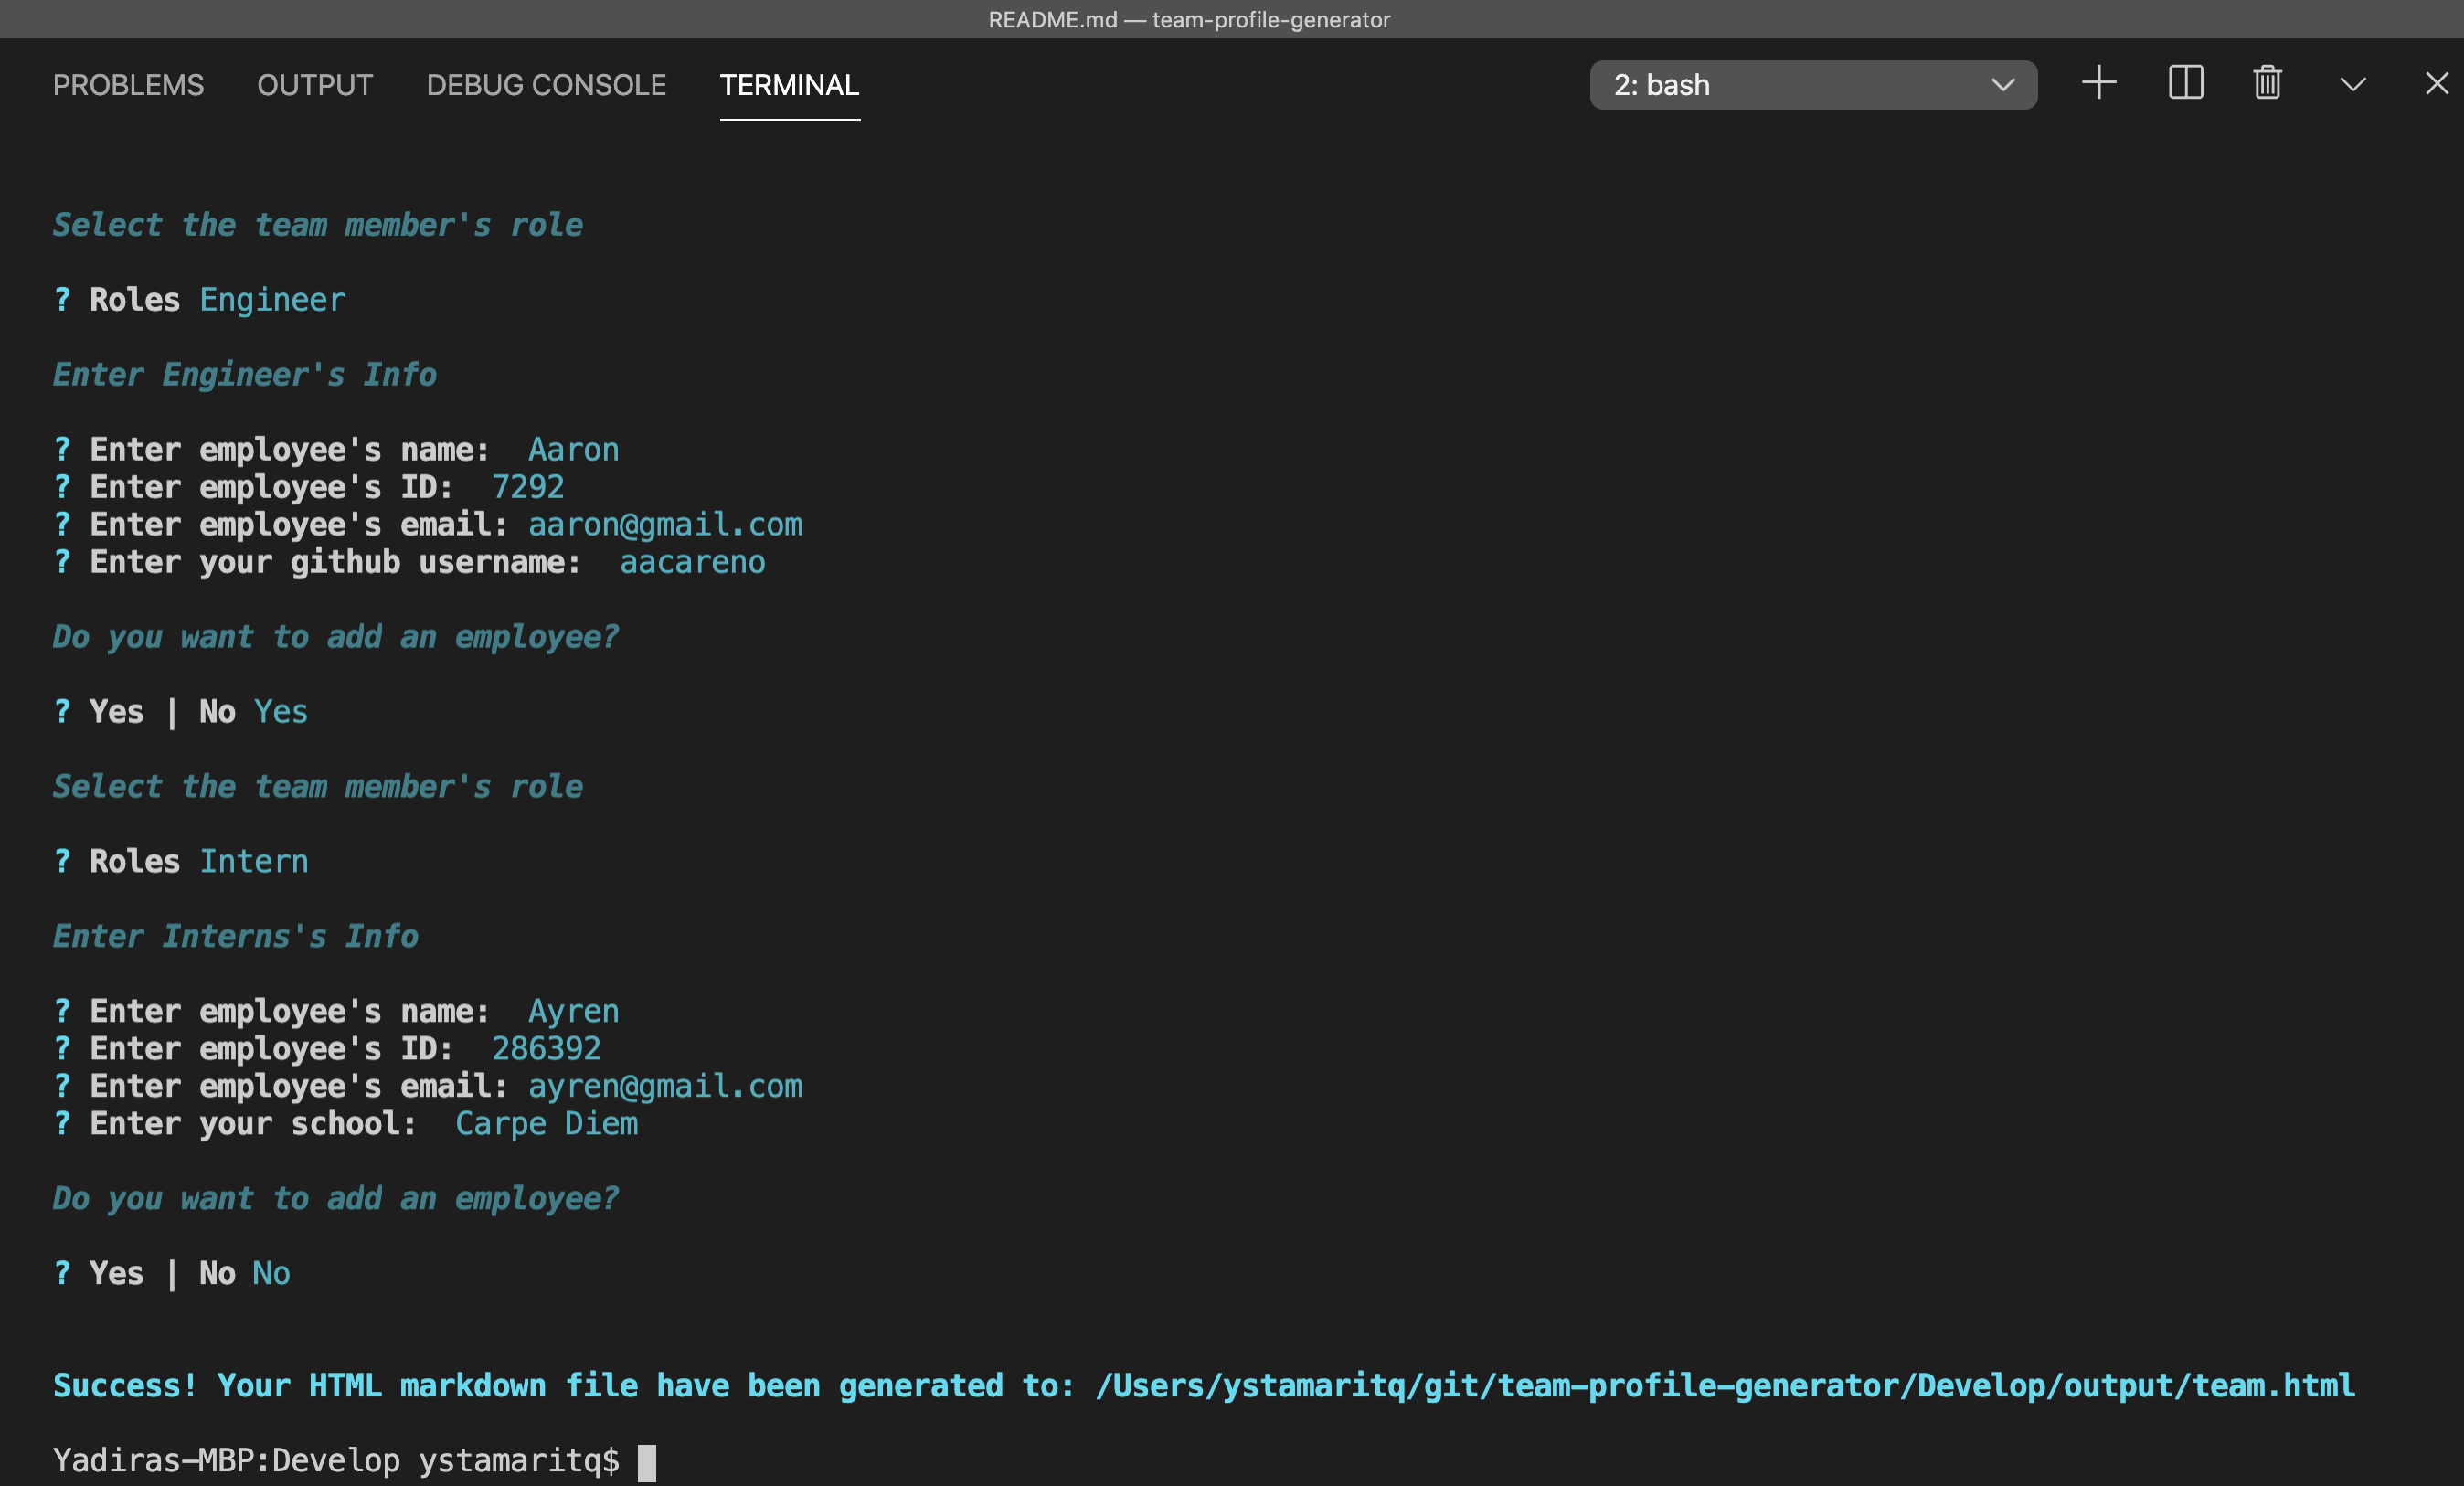 README.md — team-profile-generator
PROBLEMS OUTPUT DEBUG CONSOLE TERMINAL 2: bash
Select the team member's role
? Roles Engineer
Enter Engineer's Info
? Enter employee's name:  Aaron
? Enter employee's ID:  7292
? Enter employee's email: aaron@gmail.com
? Enter your github username:  aacareno
Do you want to add an employee?
? Yes | No Yes
Select the team member's role
? Roles Intern
Enter Interns's Info
? Enter employee's name:  Ayren
? Enter employee's ID:  286392
? Enter employee's email: ayren@gmail.com
? Enter your school:  Carpe Diem
Do you want to add an employee?
? Yes | No No
Success! Your HTML markdown file have been generated to: /Users/ystamaritq/git/team-profile-generator/Develop/output/team.html
Yadiras-MBP:Develop ystamaritq$